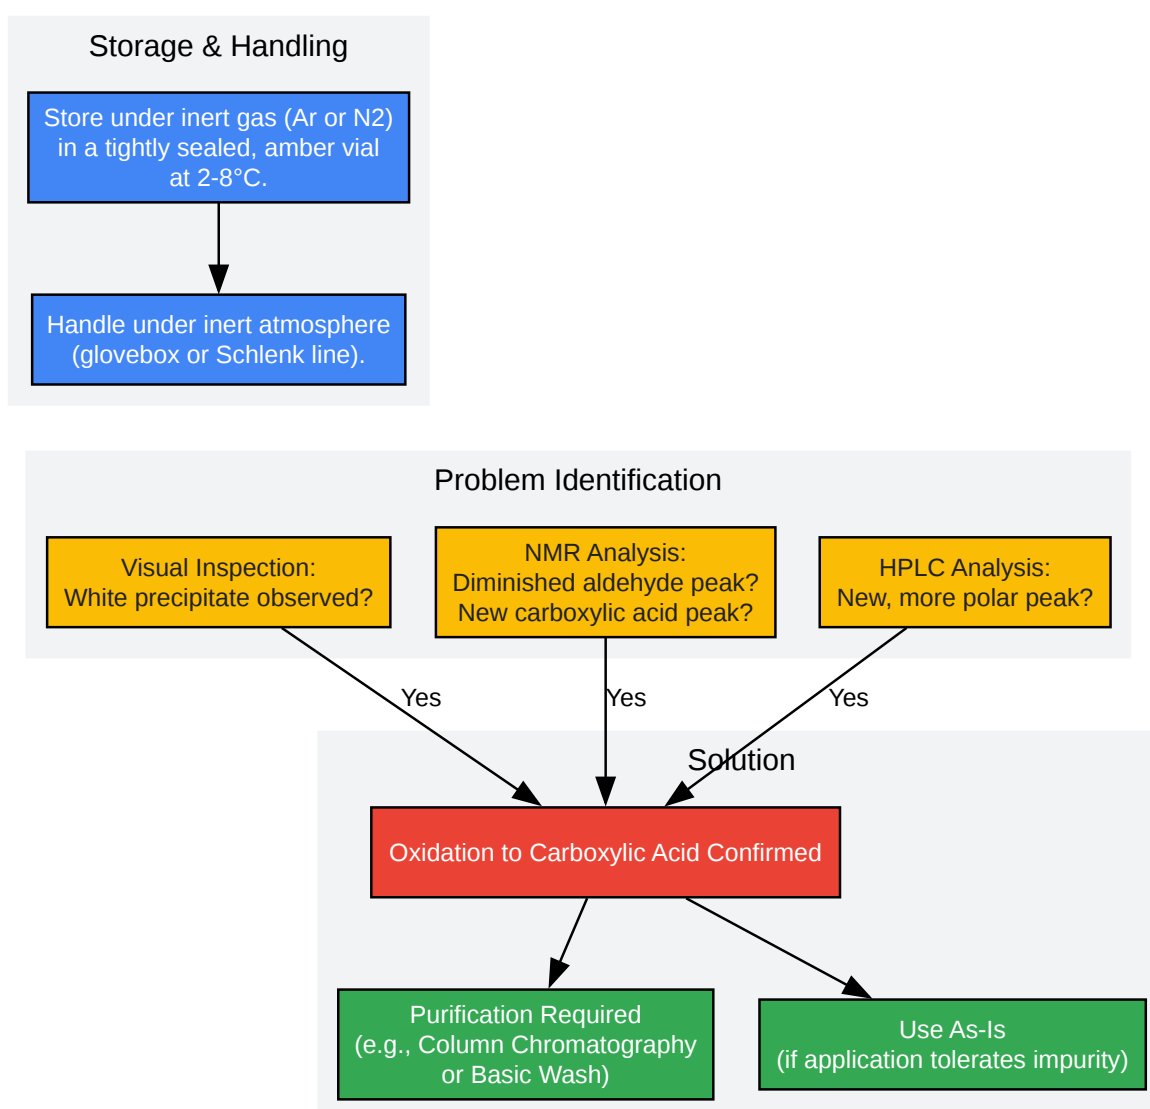 Storage & Handling
Store under inert gas (Ar or N2)
in a tightly sealed, amber vial
at 2-8°C.
Handle under inert atmosphere
(glovebox or Schlenk line).
Problem Identification
Visual Inspection:
White precipitate observed?
NMR Analysis:
Diminished aldehyde peak?
New carboxylic acid peak?
HPLC Analysis:
New, more polar peak?
Yes
Yes
Yes
Solution
Oxidation to Carboxylic Acid Confirmed
Purification Required
(e.g., Column Chromatography
or Basic Wash)
Use As-Is
(if application tolerates impurity)